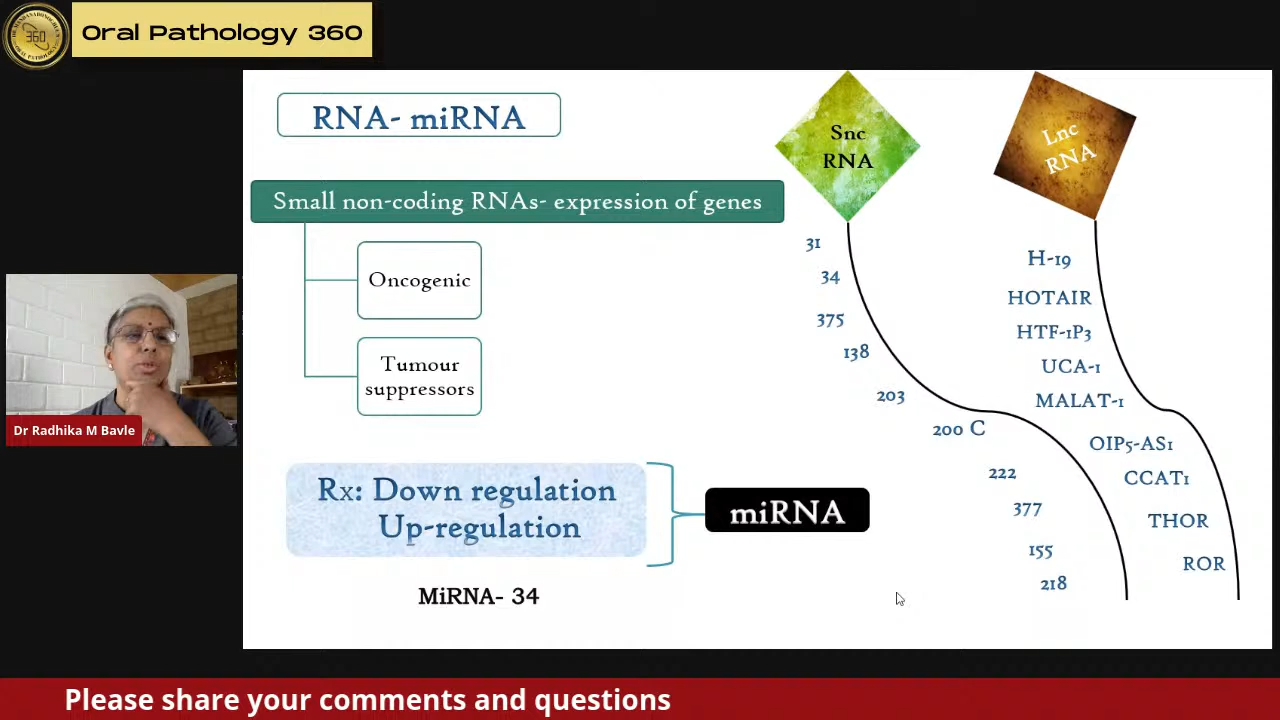 360
Oral Pathology 360
RNA- miRNA
Small non-coding RNAs- expression of genes
Oncogenic
Tumour
suppressors
Rx: Down regulation
Up-regulation
miRNA
MiRNA- 34
Snc
RNA
31
34
375
138
203
200 C
222
377
155
218
Lnc
RNA
H-19
HOTAIR
HTF-1P3
UCA-1
MALAT-1
OIP5-AS1
CCAT1
THOR
ROR
Dr Radhika M Bavle
Please share your comments and questions